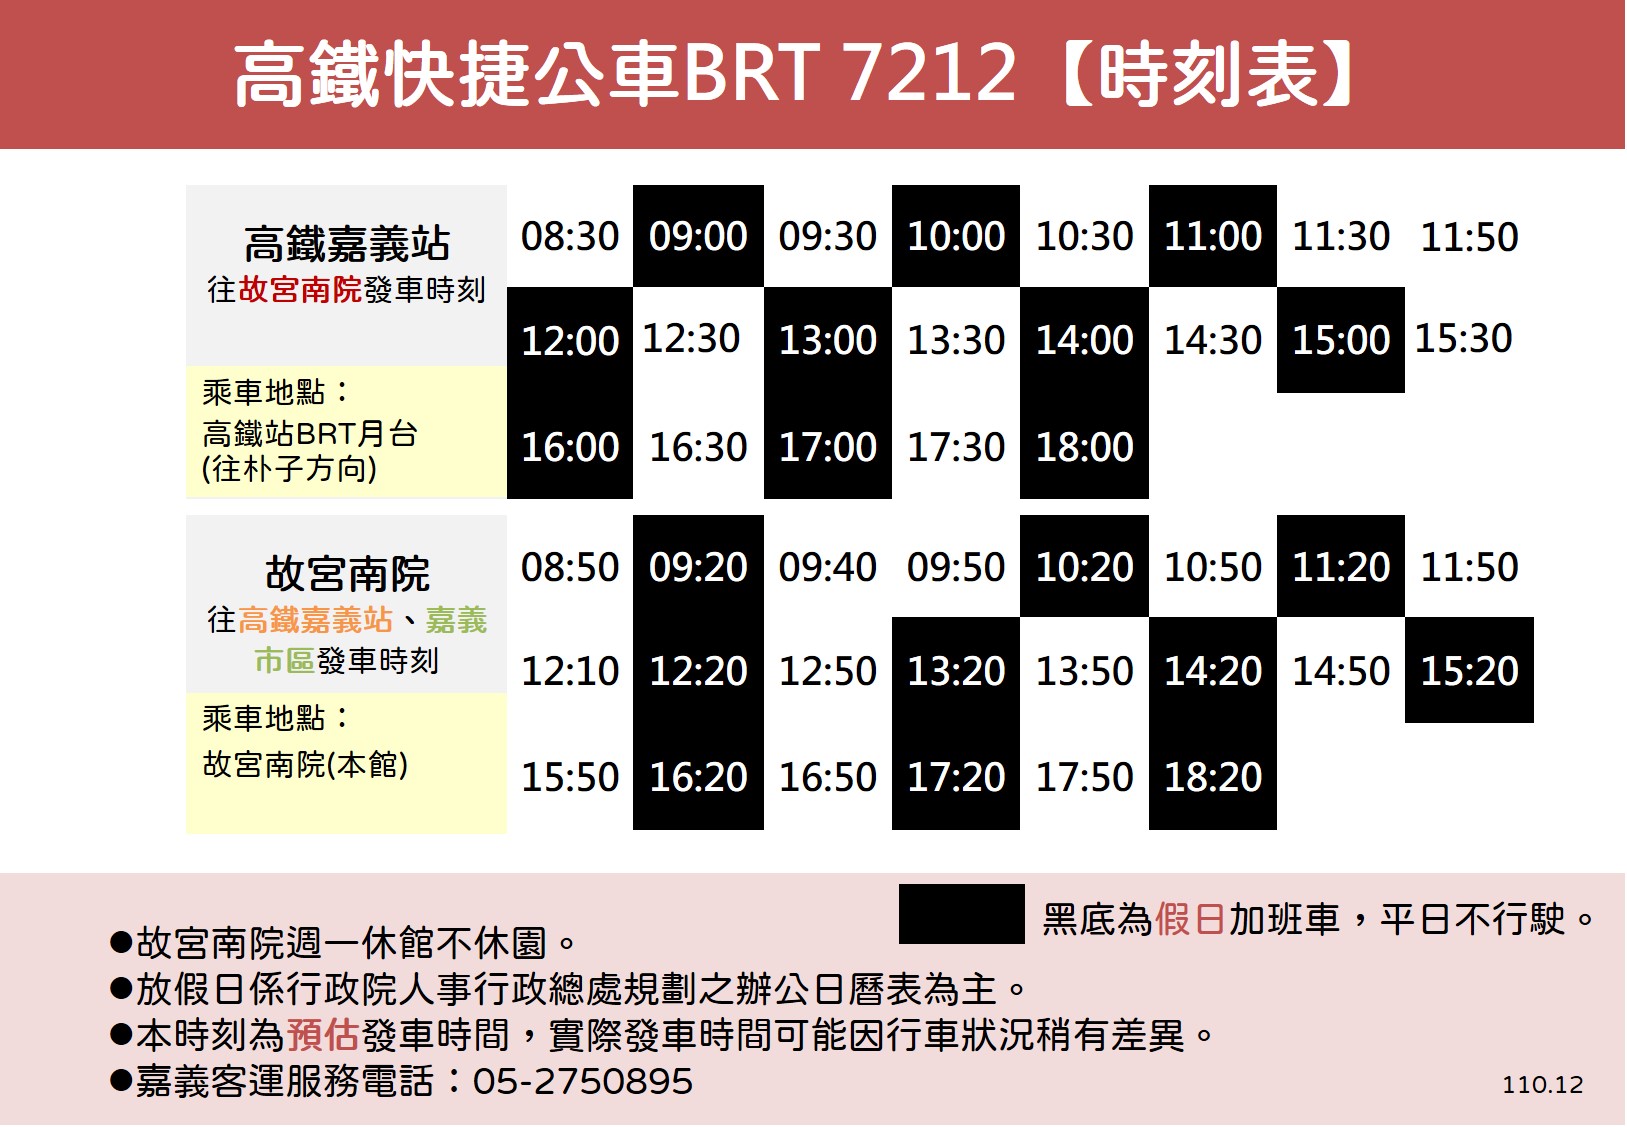 高鐵快捷公車BRT 7212【時刻表】
高鐵嘉義站
往故宮南院發車時刻
乘車地點：
高鐵站BRT月台
(往朴子方向)
08:30 09:00 09:30 10:00 10:30 11:00 11:30 11:50
12:00 12:30 13:00 13:30 14:00 14:30 15:00 15:30
16:00 16:30 17:00 17:30 18:00
故宮南院
往高鐵嘉義站、嘉義
市區發車時刻
乘車地點：
故宮南院(本館)
08:50 09:20 09:40 09:50 10:20 10:50 11:20 11:50
12:10 12:20 12:50 13:20 13:50 14:20 14:50 15:20
15:50 16:20 16:50 17:20 17:50 18:20
黑底為假日加班車，平日不行駛。
●故宮南院週一休館不休園。
●放假日係行政院人事行政總處規劃之辦公日曆表為主。
●本時刻為預估發車時間，實際發車時間可能因行車狀況稍有差異。
●嘉義客運服務電話：05-2750895
110.12